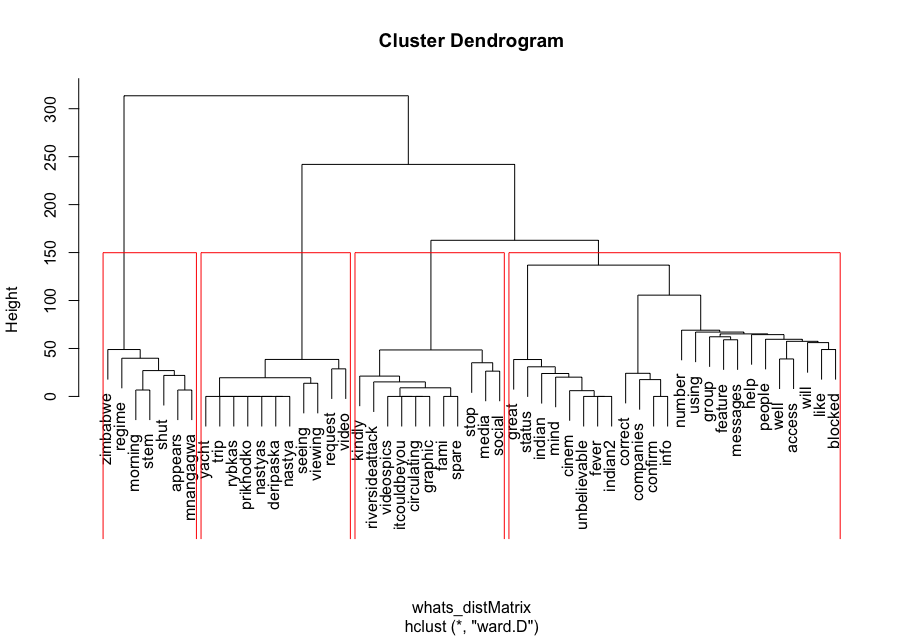 Cluster Dendrogram
Height
300
250
200
150
100
50
0
zimbabwe
regime
morning
stem
shut
appears
mnangagwa
yacht
trip
rybkas
prikhodko
nastyas
deripaska
nastya
seeing
viewing
request
video
kindly
riversideattack
videospics
itcouldbeyou
circulating
graphic
fami
spare
stop
media
social
great
status
indian
mind
cinem
unbelievable
fever
indian2
correct
companies
confirm
info
number
using
group
feature
messages
help
people
well
access
will
like
blocked
whats_distMatrix
hclust (*, "ward.D")